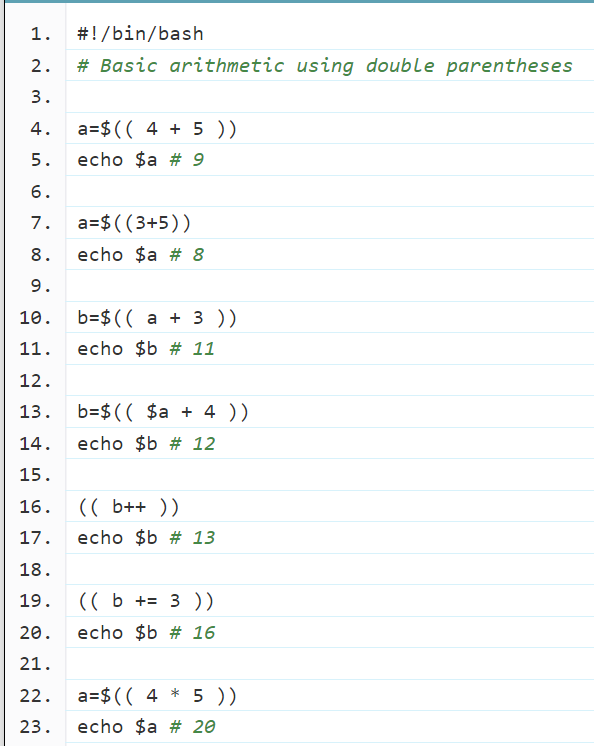 1. #!/bin/bash
2. # Basic arithmetic using double parentheses
3.
4. a=$(( 4 + 5 ))
5. echo $a # 9
6.
7. a=$((3+5))
8. echo $a # 8
9.
10. b=$(( a + 3 ))
11. echo $b # 11
12.
13. b=$(( $a + 4 ))
14. echo $b # 12
15.
16. (( b++ ))
17. echo $b # 13
18.
19. (( b += 3 ))
20. echo $b # 16
21.
22. a=$(( 4 * 5 ))
23. echo $a # 20